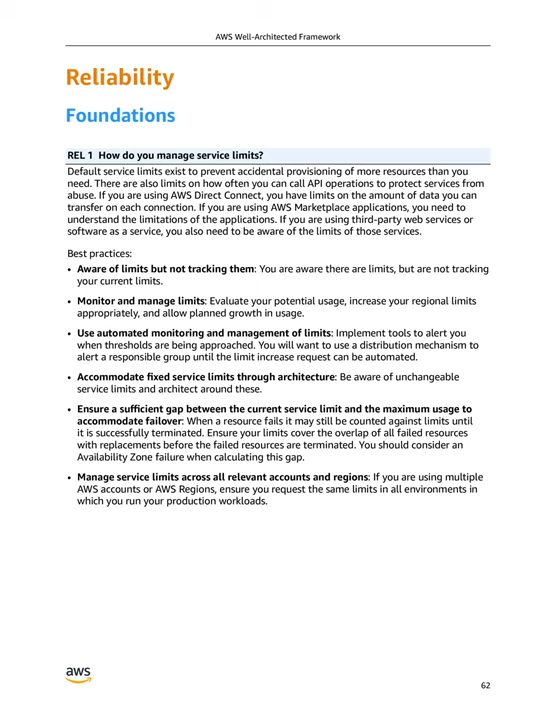 AWS Well-Architected Framework
Reliability
Foundations
REL 1 How do you manage service limits?
Default service limits exist to prevent accidental provisioning of more resources than you
need. There are also limits on how often you can call API operations to protect services from
abuse. If you are using AWS Direct Connect, you have limits on the amount of data you can
transfer on each connection. If you are using AWS Marketplace applications, you need to
understand the limitations of the applications. If you are using third-party web services or
software as a service, you also need to be aware of the limits of those services.
Best practices:
• Aware of limits but not tracking them: You are aware there are limits, but are not tracking
your current limits.
• Monitor and manage limits: Evaluate your potential usage, increase your regional limits
appropriately, and allow planned growth in usage.
• Use automated monitoring and management of limits: Implement tools to alert you
when thresholds are being approached. You will want to use a distribution mechanism to
alert a responsible group until the limit increase request can be automated.
• Accommodate fixed service limits through architecture: Be aware of unchangeable
service limits and architect around these.
• Ensure a sufficient gap between the current service limit and the maximum usage to
accommodate failover: When a resource fails it may still be counted against limits until
it is successfully terminated. Ensure your limits cover the overlap of all failed resources
with replacements before the failed resources are terminated. You should consider an
Availability Zone failure when calculating this gap.
• Manage service limits across all relevant accounts and regions: If you are using multiple
AWS accounts or AWS Regions, ensure you request the same limits in all environments in
which you run your production workloads.
aws
62